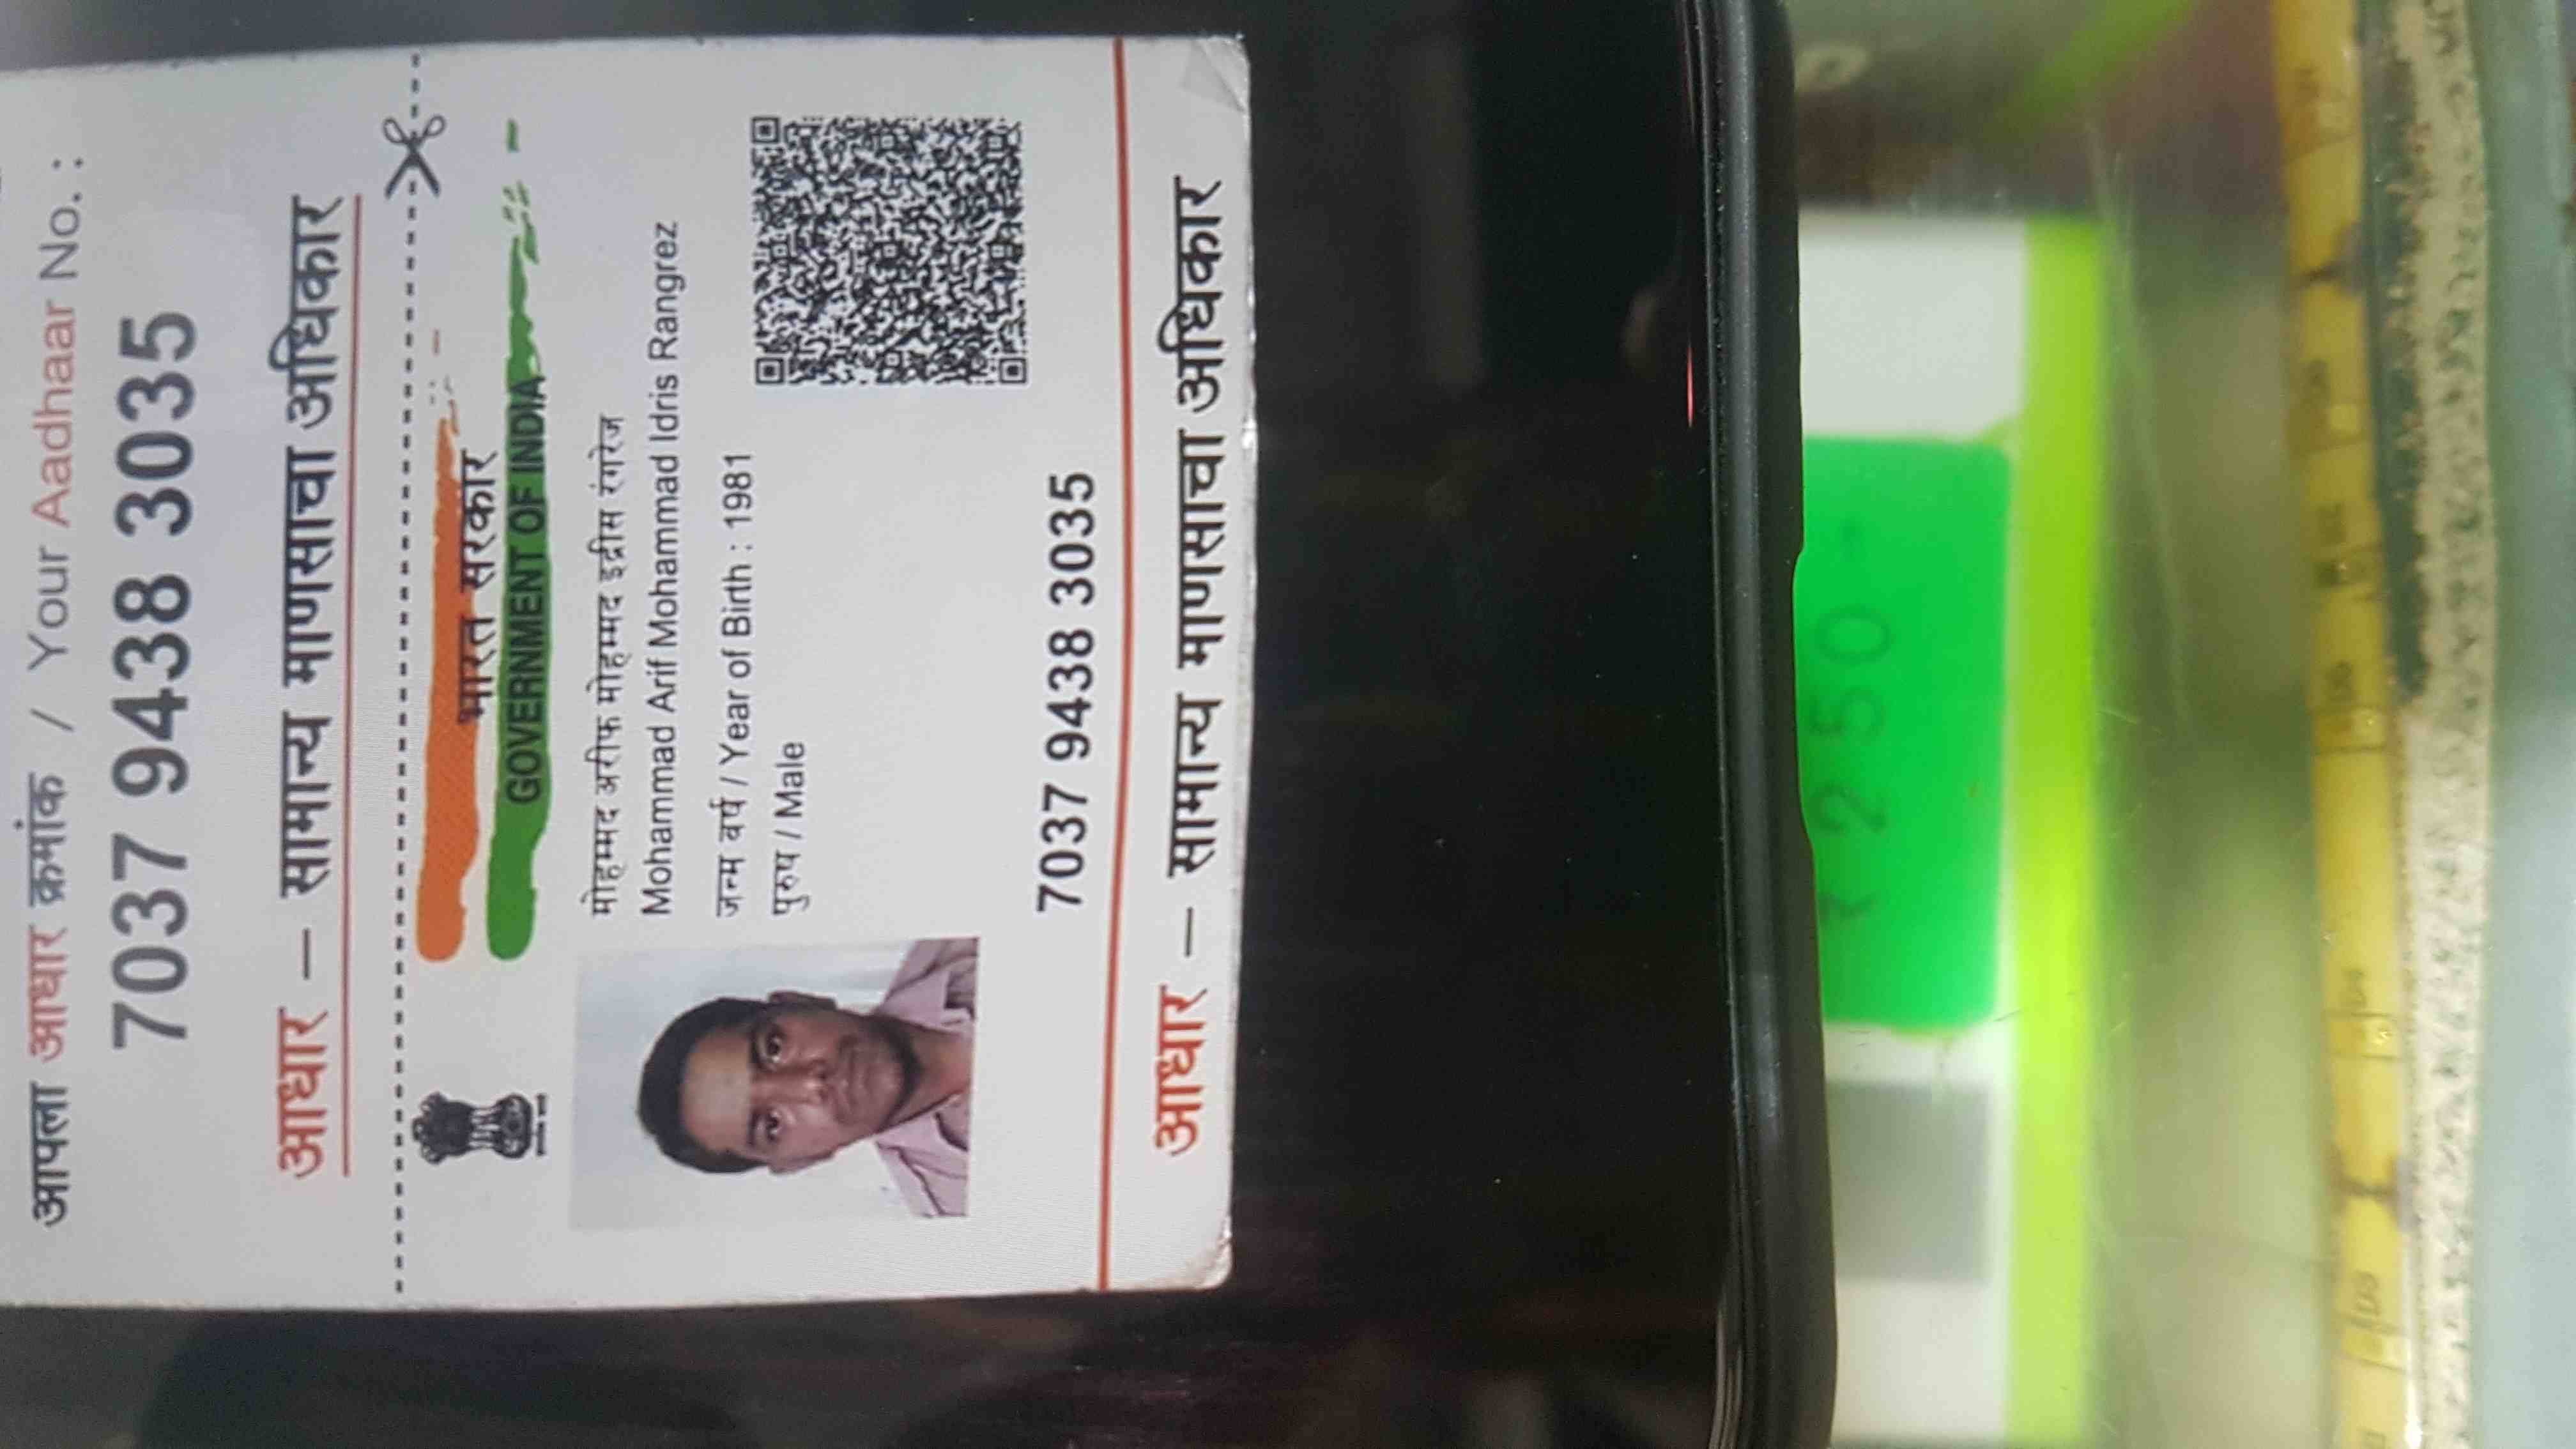 आपला आधार क्रमांक / Your Aadhaar No. :
7037 9438 3035
आधार – सामान्य माणसाचा अधिकार
भारत सरकार
GOVERNMENT OF INDIA
मोहम्मद अरीफ मोहम्मद इद्रीस रंगरेज
Mohammad Arif Mohammad Idris Rangrez
जन्म वर्ष / Year of Birth : 1981
पुरुष / Male
7037 9438 3035
आधार – सामान्य माणसाचा अधिकार
250